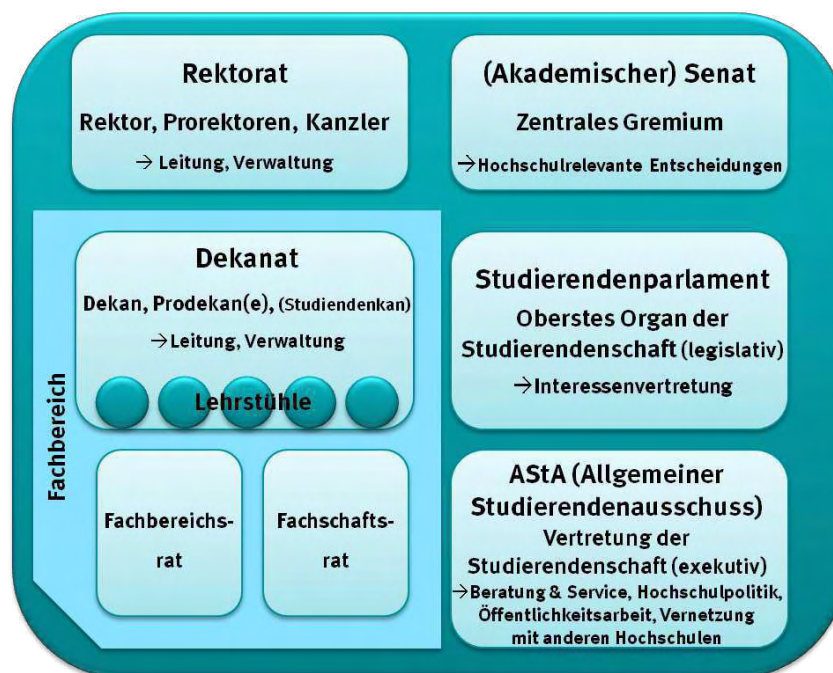 Rektorat
Rektor, Prorektoren, Kanzler
→ Leitung, Verwaltung
(Akademischer) Senat
Zentrales Gremium
→Hochschulrelevante Entscheidungen
Fachbereich
Dekanat
Dekan, Prodekan(e), (Studiendenkan)
→Leitung, Verwaltung
Lehrstühle
Fachbereichs-
rat
Fachschafts-
rat
Studierendenparlament
Oberstes Organ der
Studierendenschaft (legislativ)
→Interessenvertretung
AStA (Allgemeiner
Studierendenausschuss)
Vertretung der
Studierendenschaft (exekutiv)
→Beratung & Service, Hochschulpolitik,
Öffentlichkeitsarbeit, Vernetzung
mit anderen Hochschulen